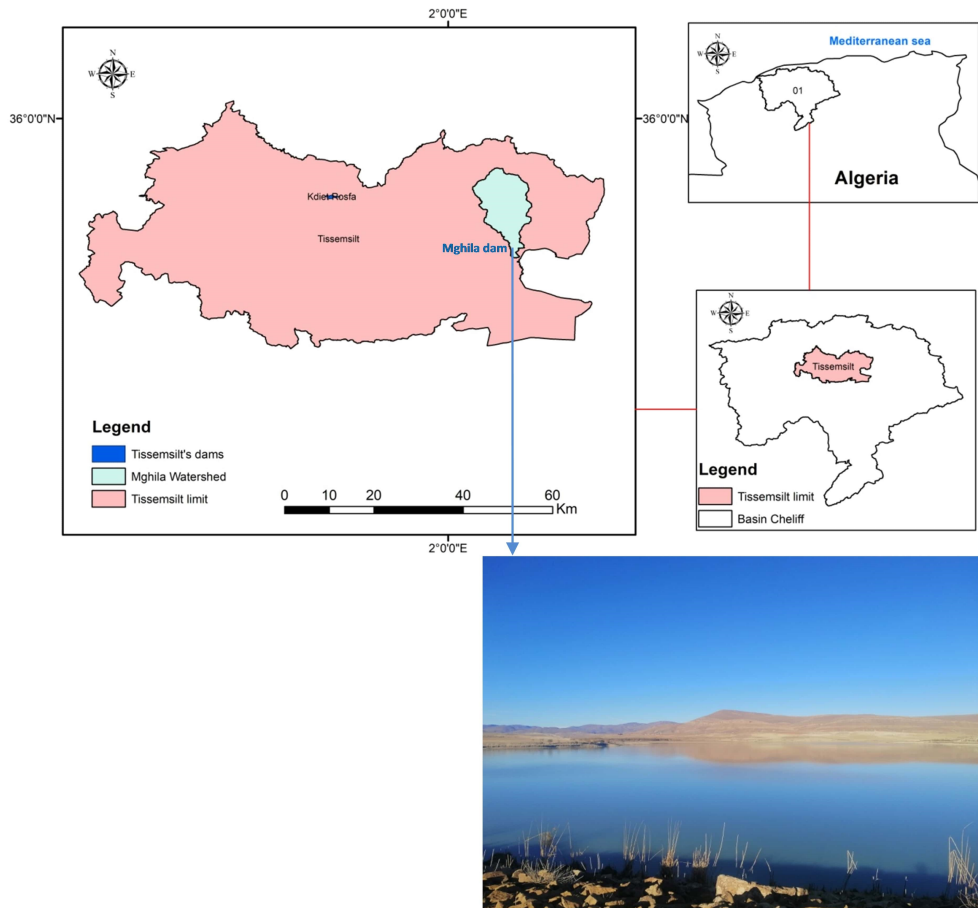 2°0'0"E
36°0'0"N
N
W
E
S
Kdiet Rosfa
Tissemsilt
Mghila dam
Legend
Tissemsilt's dams
Mghila Watershed
Tissemsilt limit
0 10 20 40 60
Km
2°0'0"E
36°0'0"N
N
W
E
S
Mediterranean sea
01
Algeria
N
W
E
S
Tissemsilt
Legend
Tissemsilt limit
Basin Cheliff